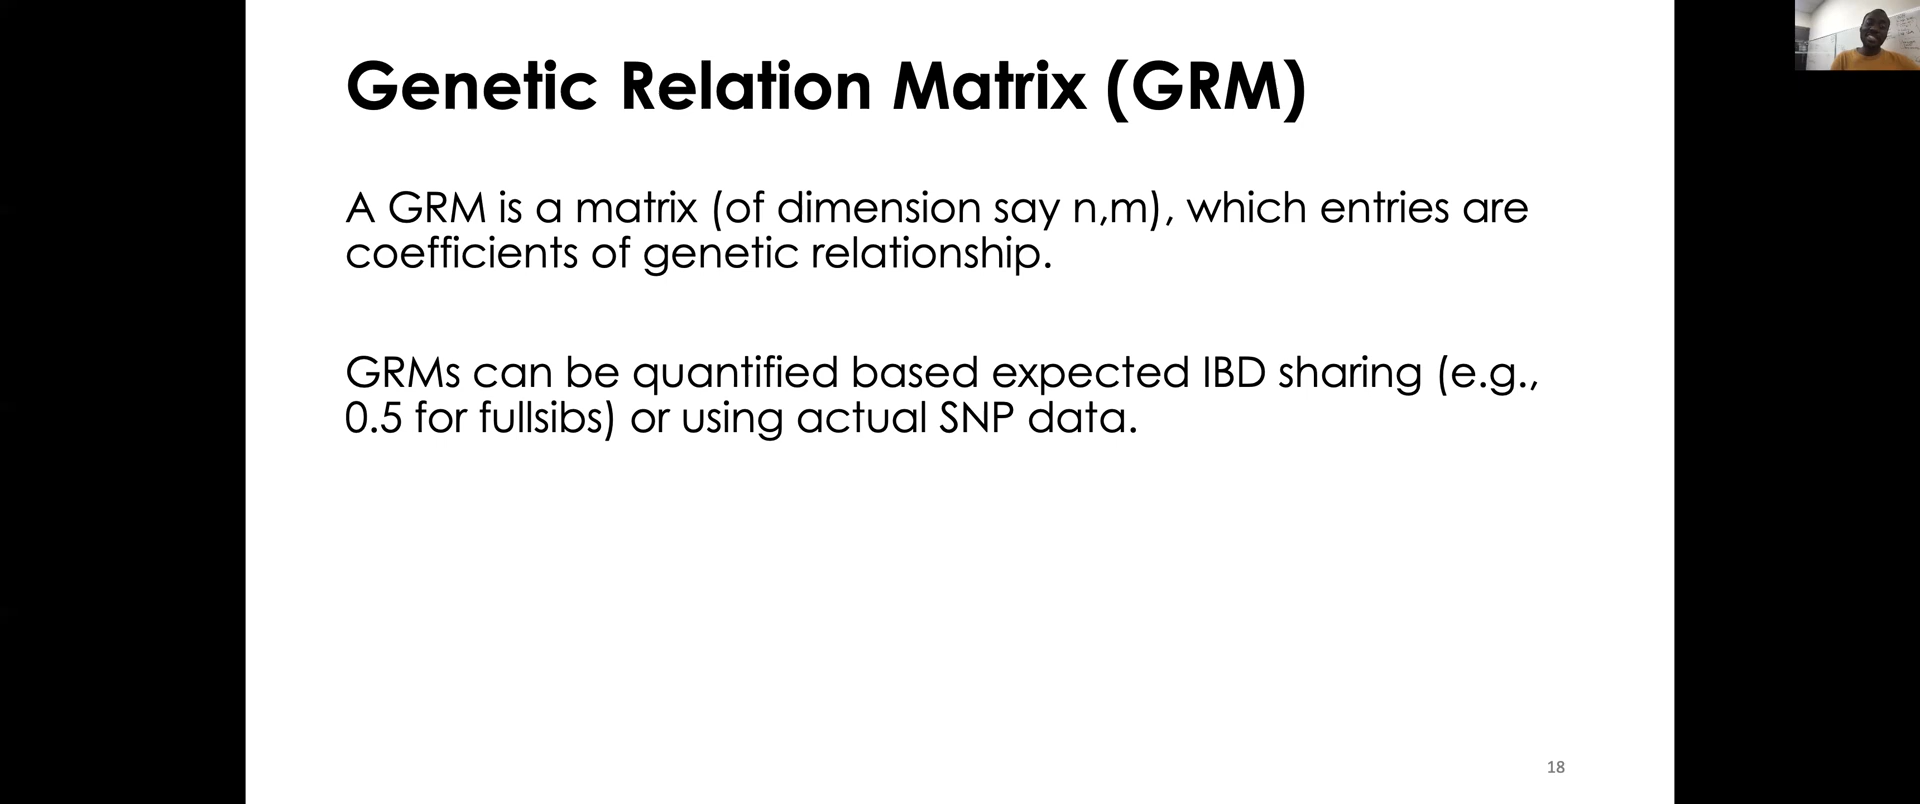 Genetic Relation Matrix (GRM)
A GRM is a matrix (of dimension say n,m), which entries are
coefficients of genetic relationship.
GRMs can be quantified based expected IBD sharing (e.g.,
0.5 for fullsibs) or using actual SNP data.
18